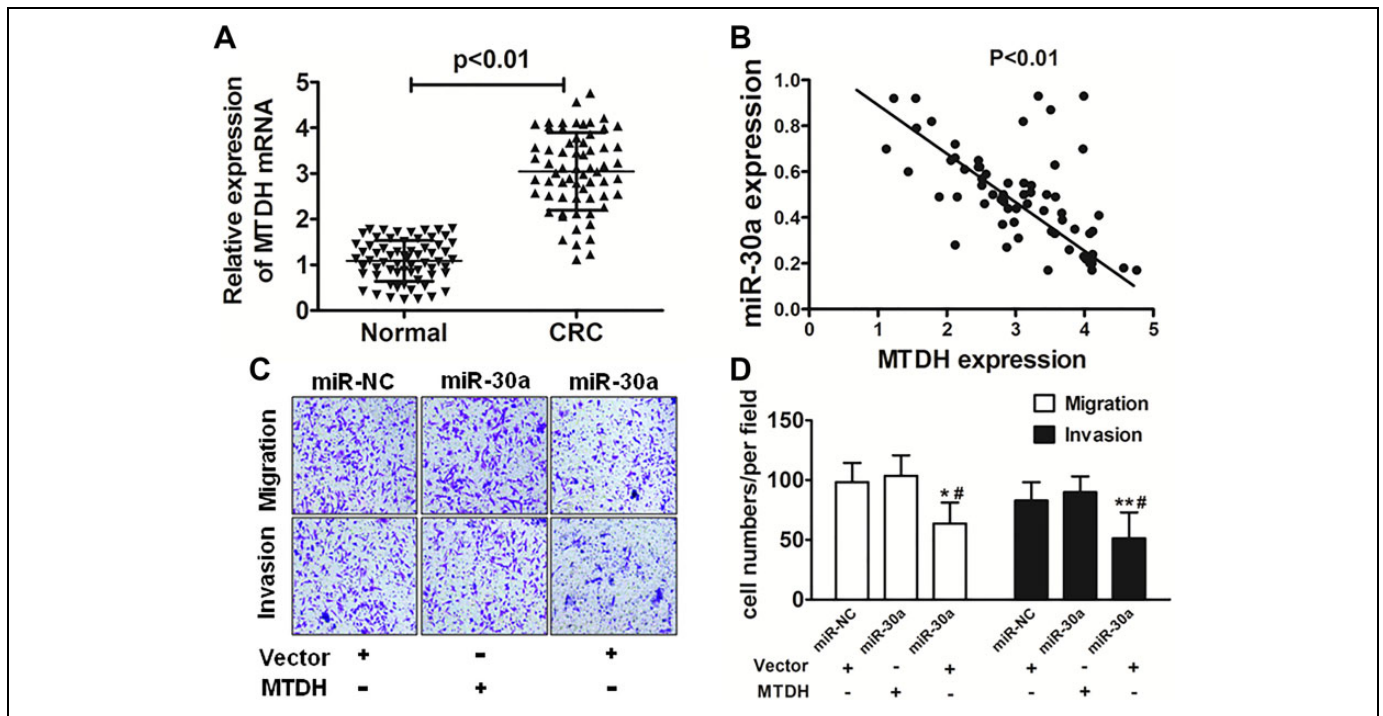 A
p<0.01
Relative expression
of MTDH mRNA
5
4
3
2
1
0
Normal
CRC
B
P<0.01
miR-30a expression
1.0
0.8
0.6
0.4
0.2
0.0
0
1
2
3
4
5
MTDH expression
C
miR-NC
miR-30a
miR-30a
Migration
Invasion
Vector + - +
MTDH - + -
D
Migration
Invasion
cell numbers/per field
150
100
50
0
*#
**#
miR-NC
miR-30a
miR-30a
miR-NC
miR-30a
miR-30a
Vector + - + + - +
MTDH - + - - + -